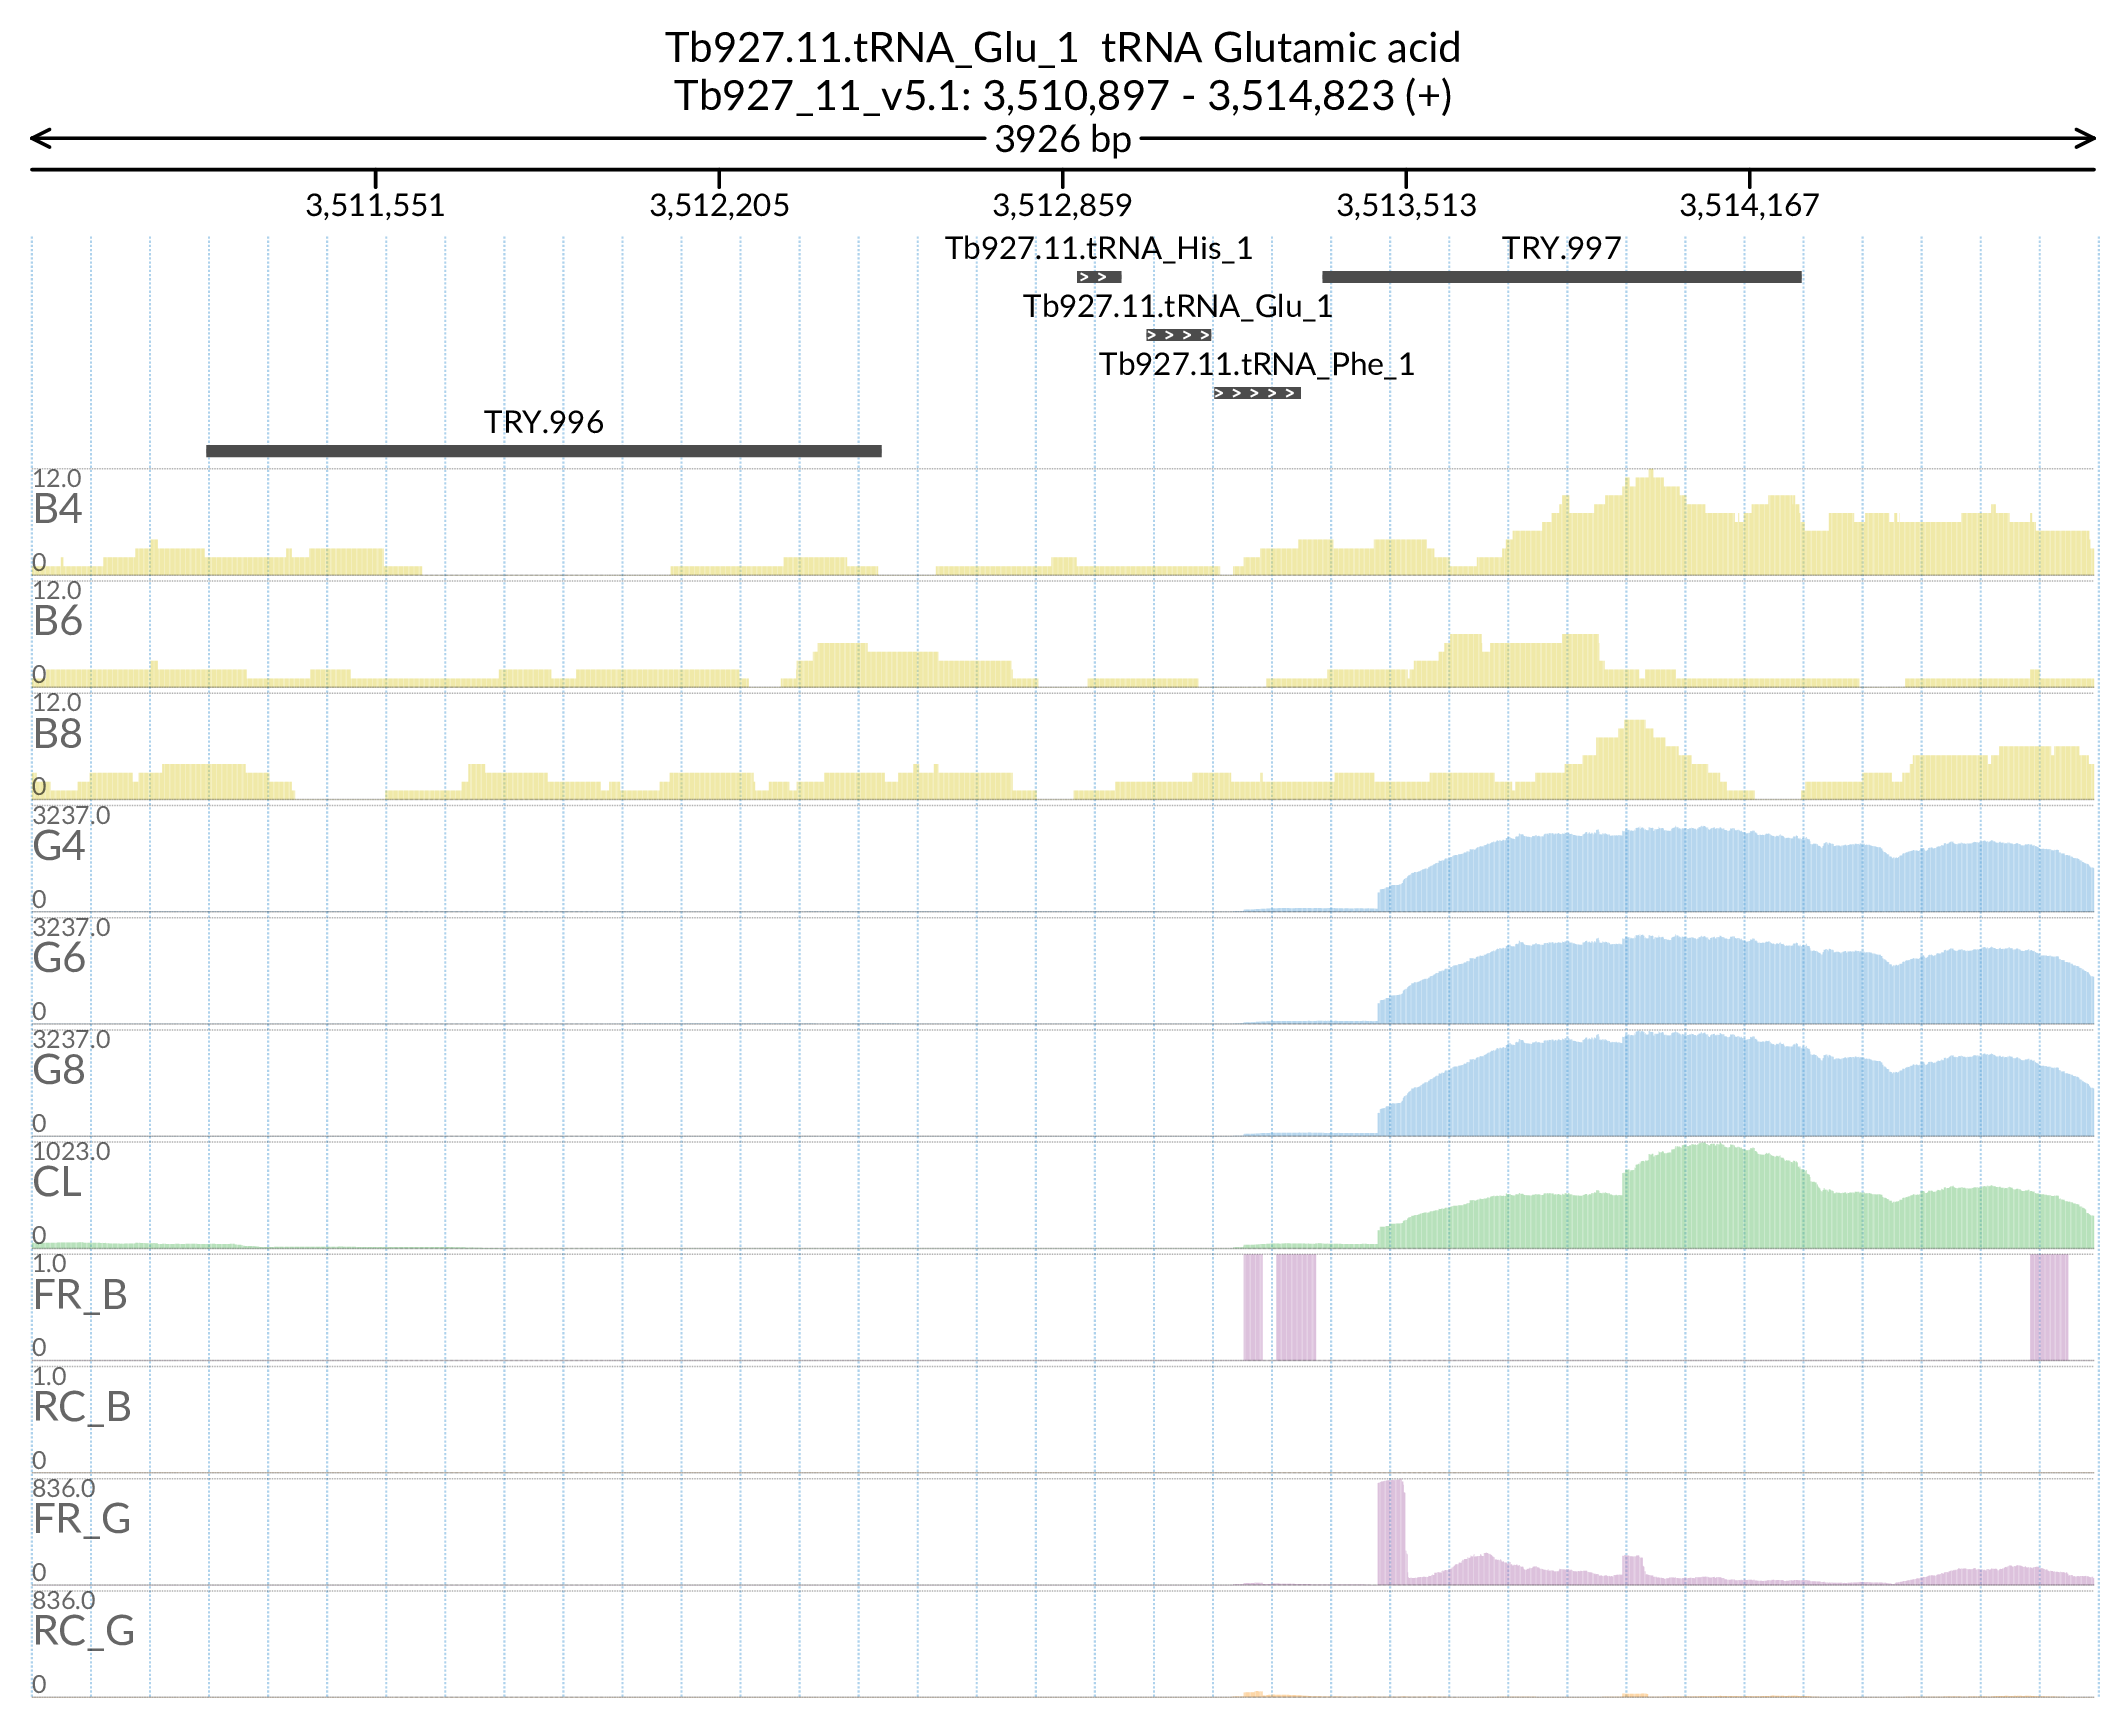 Tb927.11.tRNA_Glu_1  tRNA Glutamic acid
Tb927_11_v5.1: 3,510,897 - 3,514,823 (+)
3926 bp
3,511,551 3,512,205 3,512,859 3,513,513 3,514,167
Tb927.11.tRNA_His_1 TRY.997
Tb927.11.tRNA_Glu_1
Tb927.11.tRNA_Phe_1
TRY.996
12.0
B4
0
12.0
B6
0
12.0
B8
0
3237.0
G4
0
3237.0
G6
0
3237.0
G8
0
1023.0
CL
0
1.0
FR_B
0
1.0
RC_B
0
836.0
FR_G
0
836.0
RC_G
0